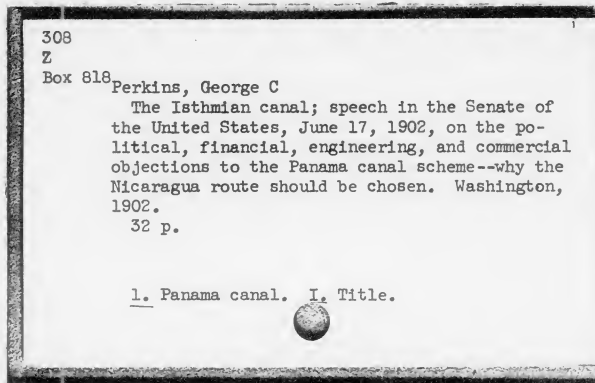 308
Z
Box 818
Perkins, George C
The Isthmian canal; speech in the Senate of
the United States, June 17, 1902, on the po-
litical, financial, engineering, and commercial
objections to the Panama canal scheme--why the
Nicaragua route should be chosen. Washington,
1902.
32 p.
1. Panama canal. I. Title.